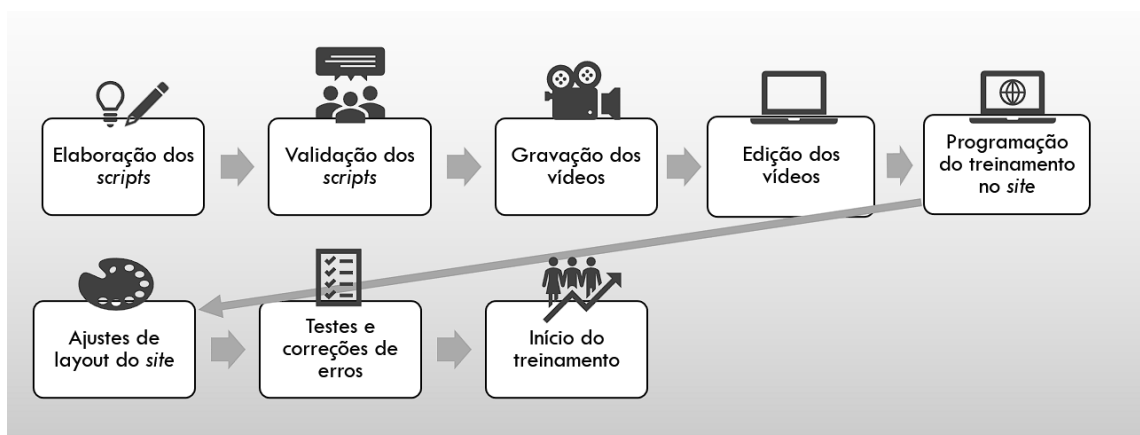 Elaboração dos
scripts
Validação dos
scripts
Gravação dos
vídeos
Edição dos
vídeos
Programação
do treinamento
no site
Ajustes de
layout do site
Testes e
correções de
erros
Início do
treinamento